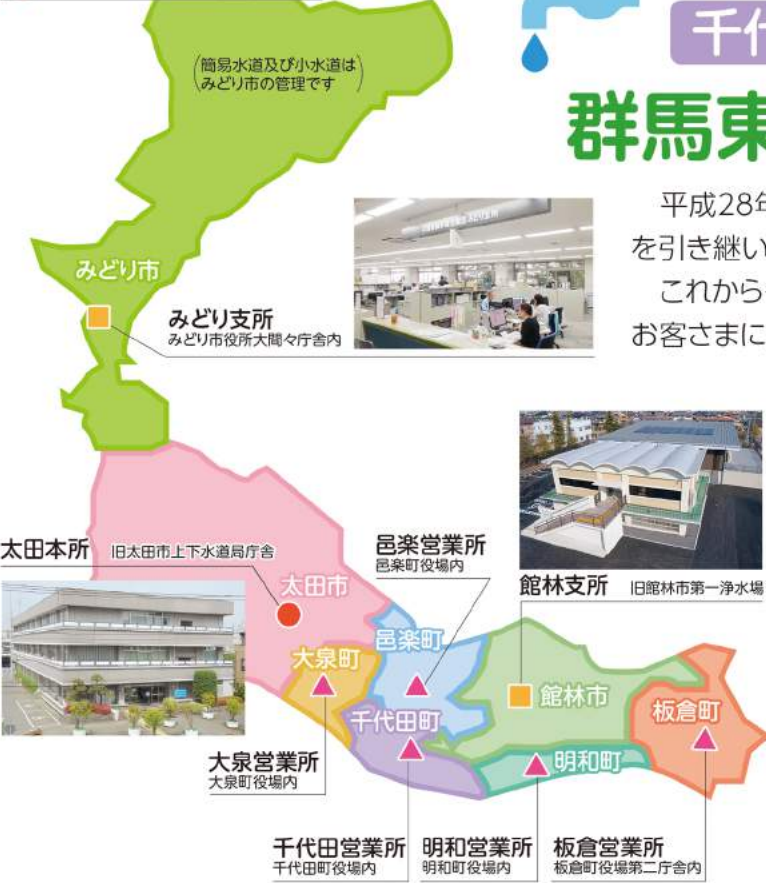 (簡易水道及び小水道は
みどり市の管理です)
千代
群馬東
平成28年
を引き継い
これから
お客さまに
みどり市
みどり支所
みどり市役所大間々庁舎内
太田本所 旧太田市上下水道局庁舎
太田市
邑楽営業所
邑楽町役場内
館林支所 旧館林市第一浄水場
邑楽町
大泉町
館林市
板倉町
千代田町
明和町
大泉営業所
大泉町役場内
千代田営業所
千代田町役場内
明和営業所
明和町役場内
板倉営業所
板倉町役場第二庁舎内